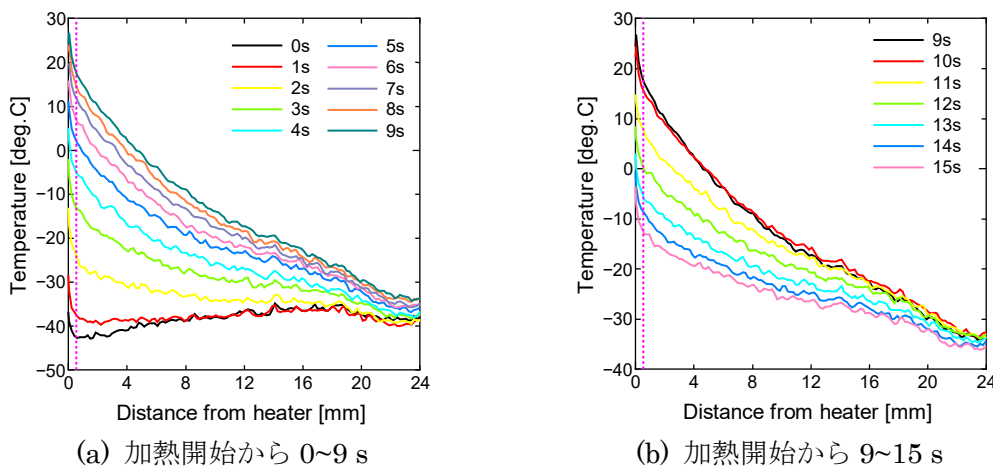 30
20
10
0
−10
−20
−30
−40
−50
Temperature [deg.C]
0s 5s
1s 6s
2s 7s
3s 8s
4s 9s
0 4 8 12 16 20 24
Distance from heater [mm]
(a) 加熱開始から 0~9 s
30
20
10
0
−10
−20
−30
−40
Temperature [deg.C]
9s
10s
11s
12s
13s
14s
15s
0 4 8 12 16 20 24
Distance from heater [mm]
(b) 加熱開始から 9~15 s